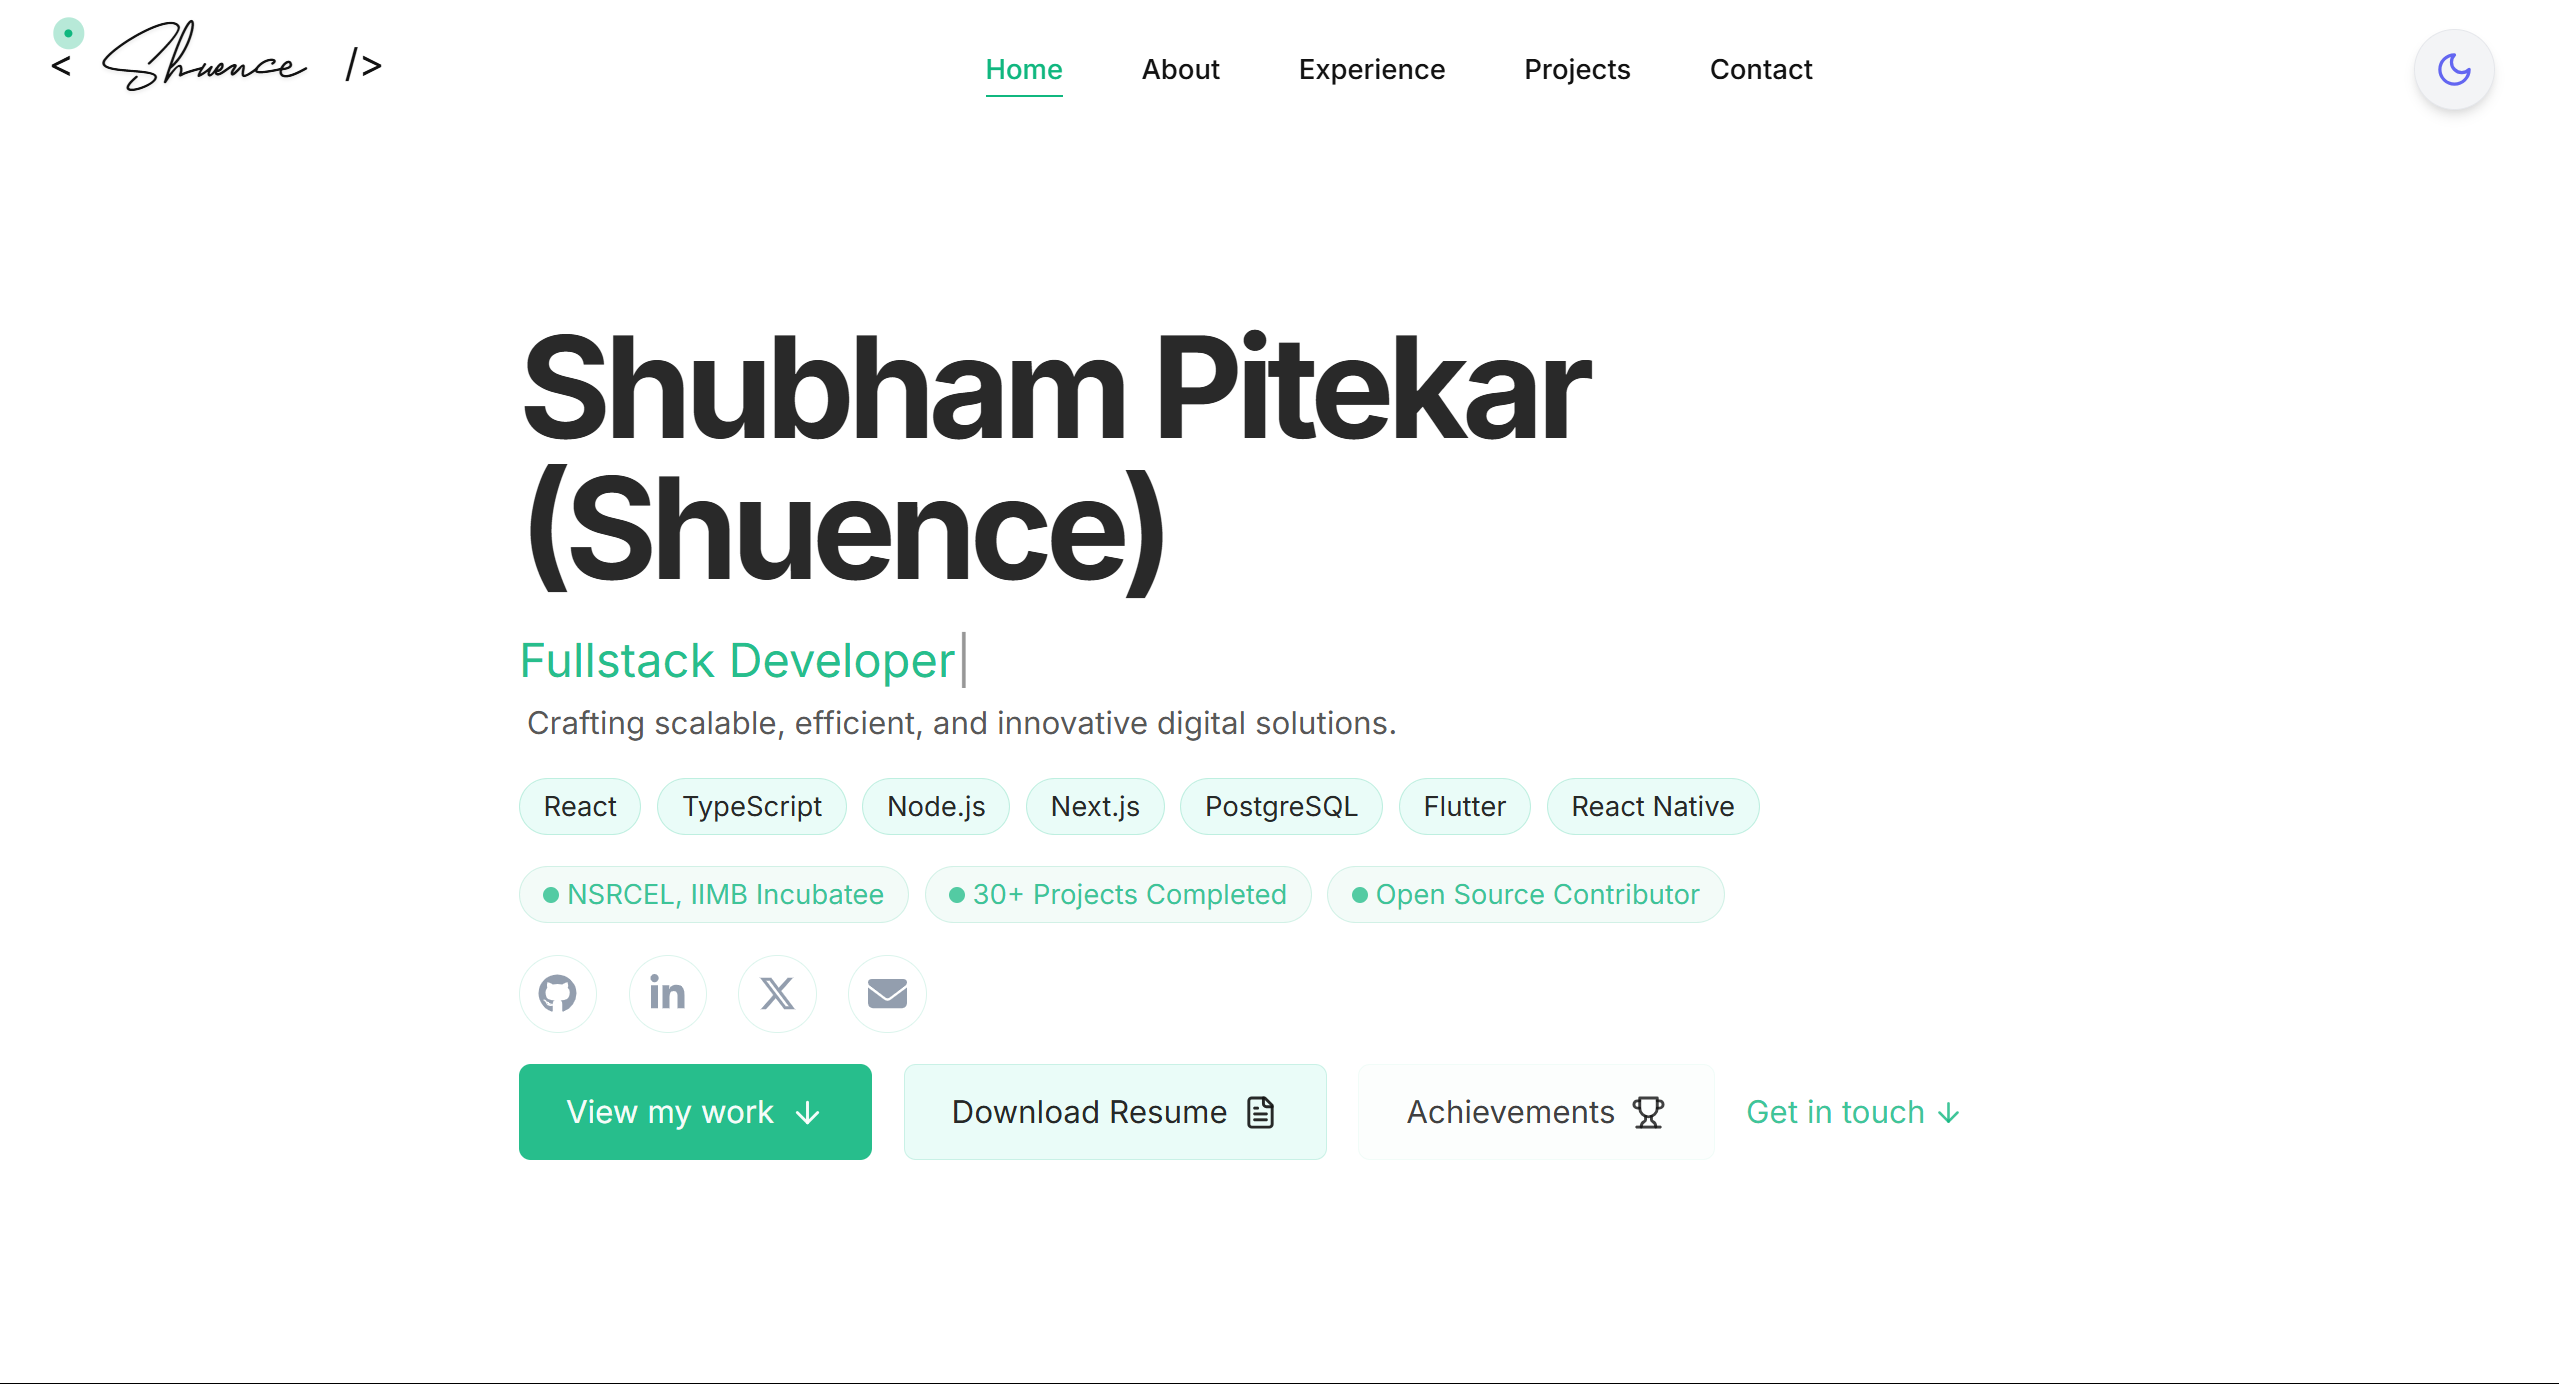 < Shuence />
Home About Experience Projects Contact
Shubham Pitekar
(Shuence)
Fullstack Developer
Crafting scalable, efficient, and innovative digital solutions.
React TypeScript Node.js Next.js PostgreSQL Flutter React Native
NSRCEL, IIMB Incubatee 30+ Projects Completed Open Source Contributor
View my work ↓ Download Resume Achievements Get in touch ↓